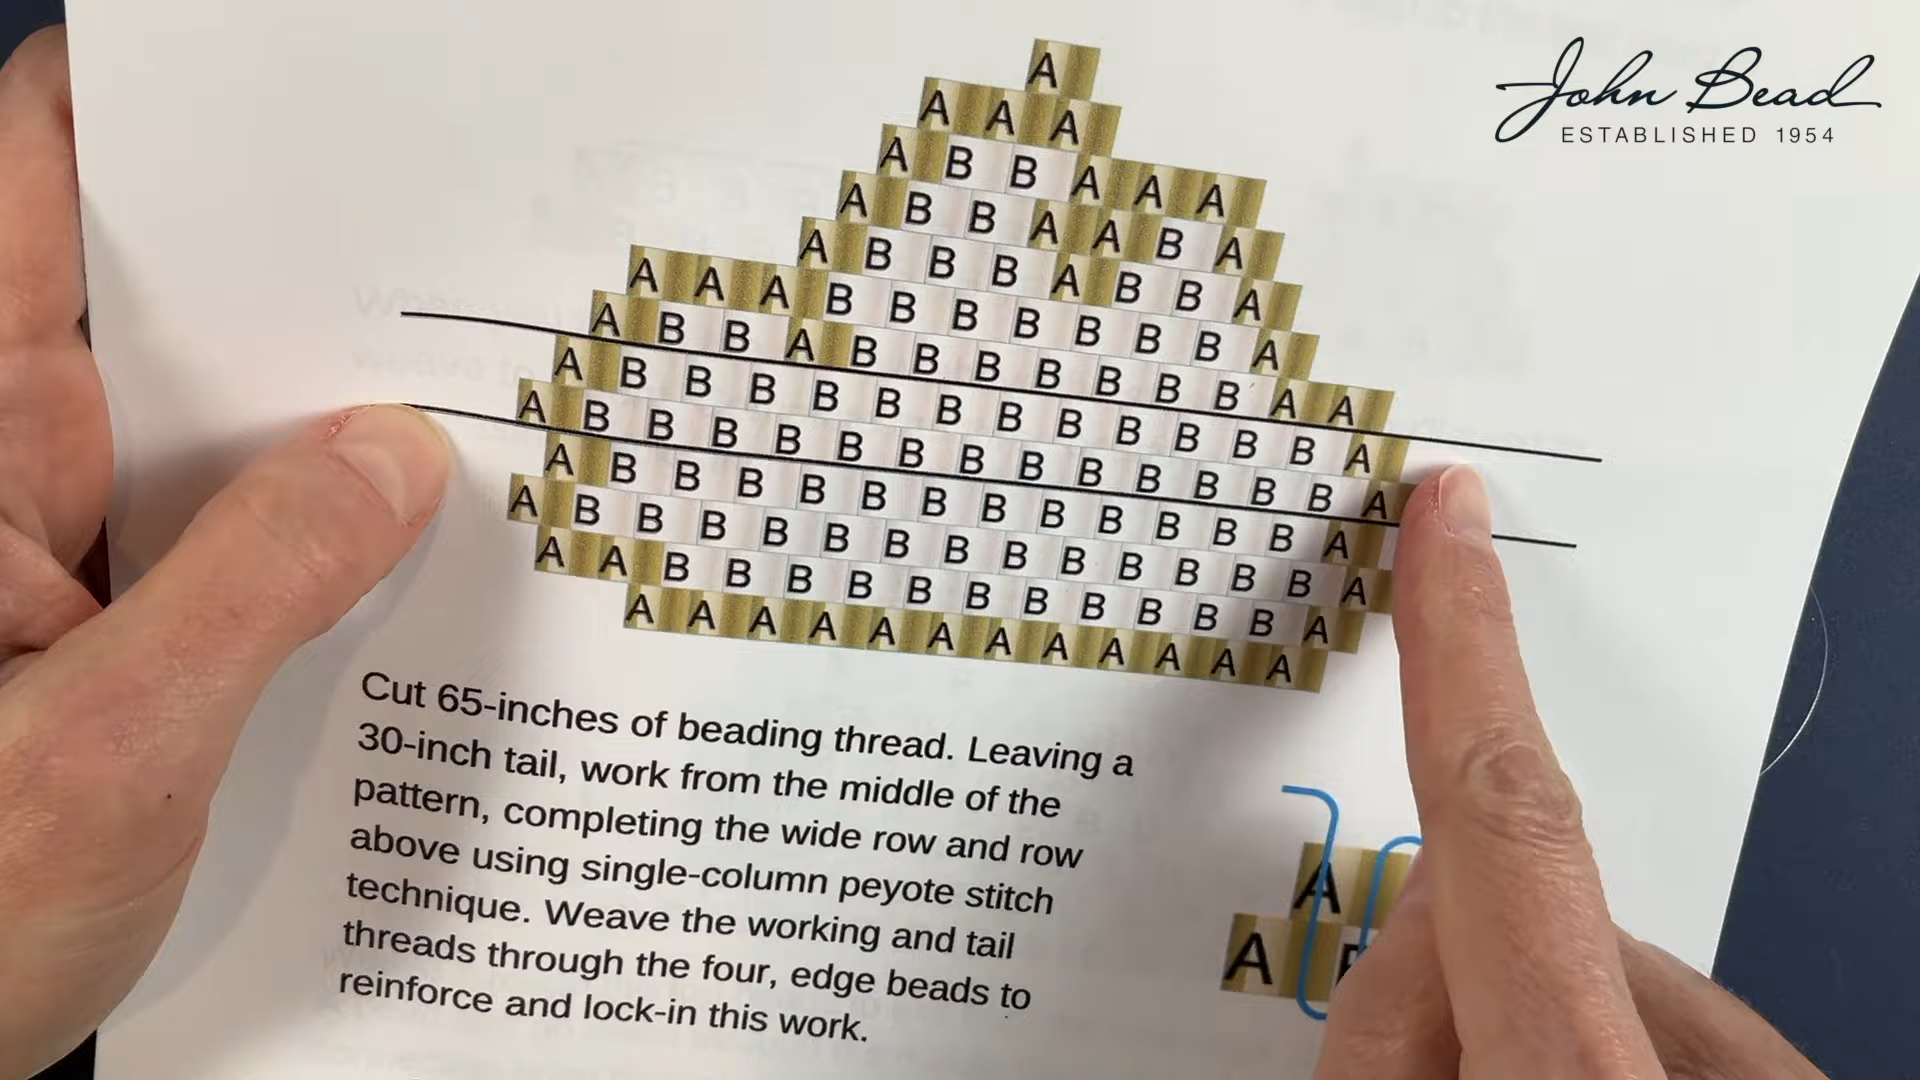 John Bead
ESTABLISHED 1954
A
A A A
A B B A A A
A B B A A B A
A B B B A B B A
A A A B B B B B B B A
A B B A B B B B B B B A A
A B B B B B B B B B B B B A
A B B B B B B B B B B B B B A
A B B B B B B B B B B B B A
A B B B B B B B B B B B B B A
A A B B B B B B B B B B B A
A A A A A A A A A A A A
Cut 65-inches of beading thread. Leaving a
30-inch tail, work from the middle of the
pattern, completing the wide row and row
above using single-column peyote stitch
technique. Weave the working and tail
threads through the four, edge beads to
reinforce and lock-in this work.
A
A